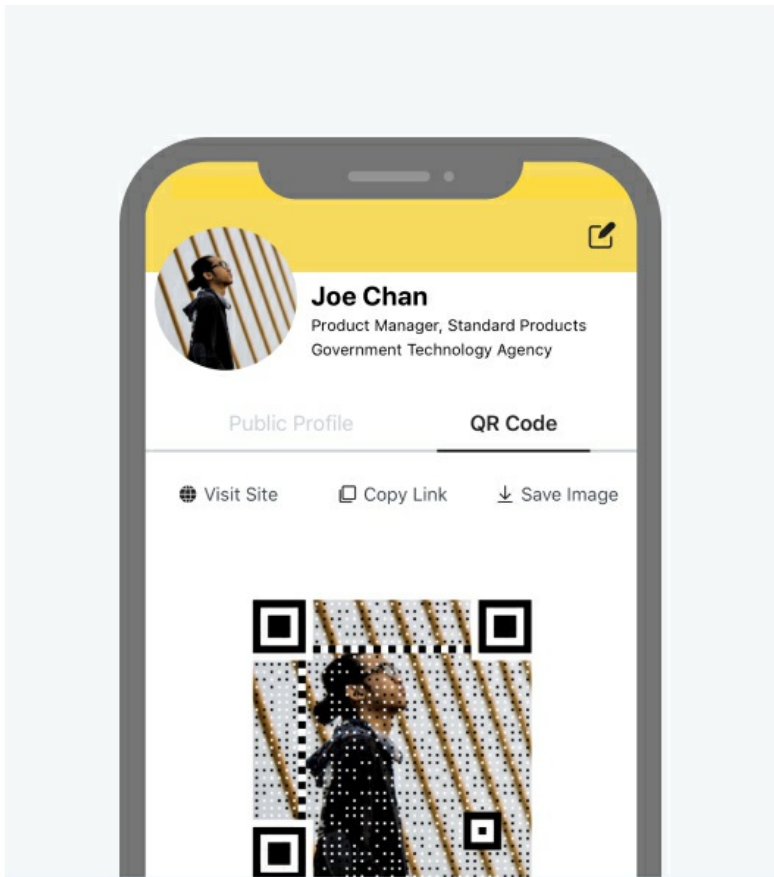 Joe Chan
Product Manager, Standard Products
Government Technology Agency
Public Profile
QR Code
Visit Site
Copy Link
Save Image